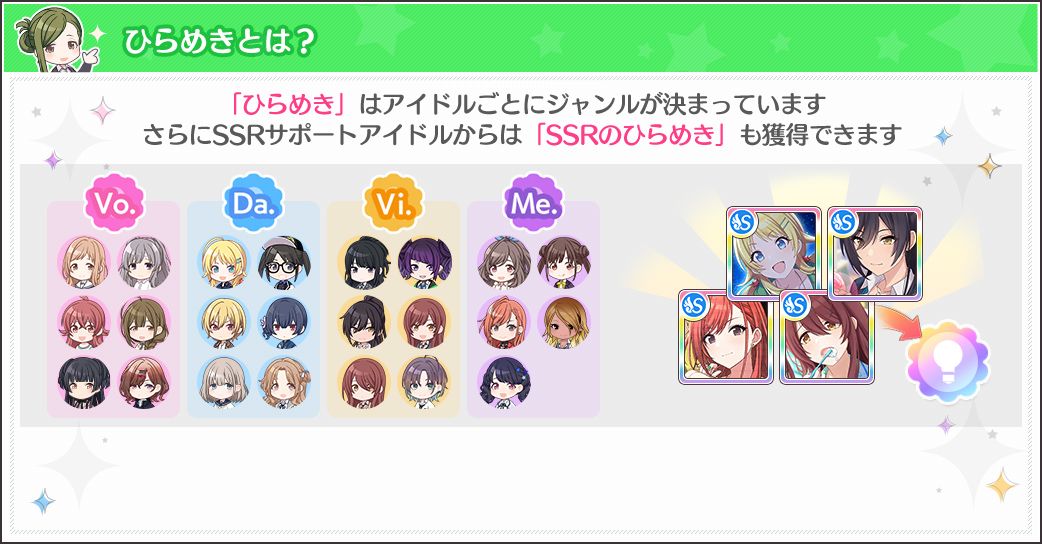 ひらめきとは？
「ひらめき」はアイドルごとにジャンルが決まっています
さらにSSRサポートアイドルからは「SSRのひらめき」も獲得できます
Vo.
Da.
Vi.
Me.
S
S
S
S